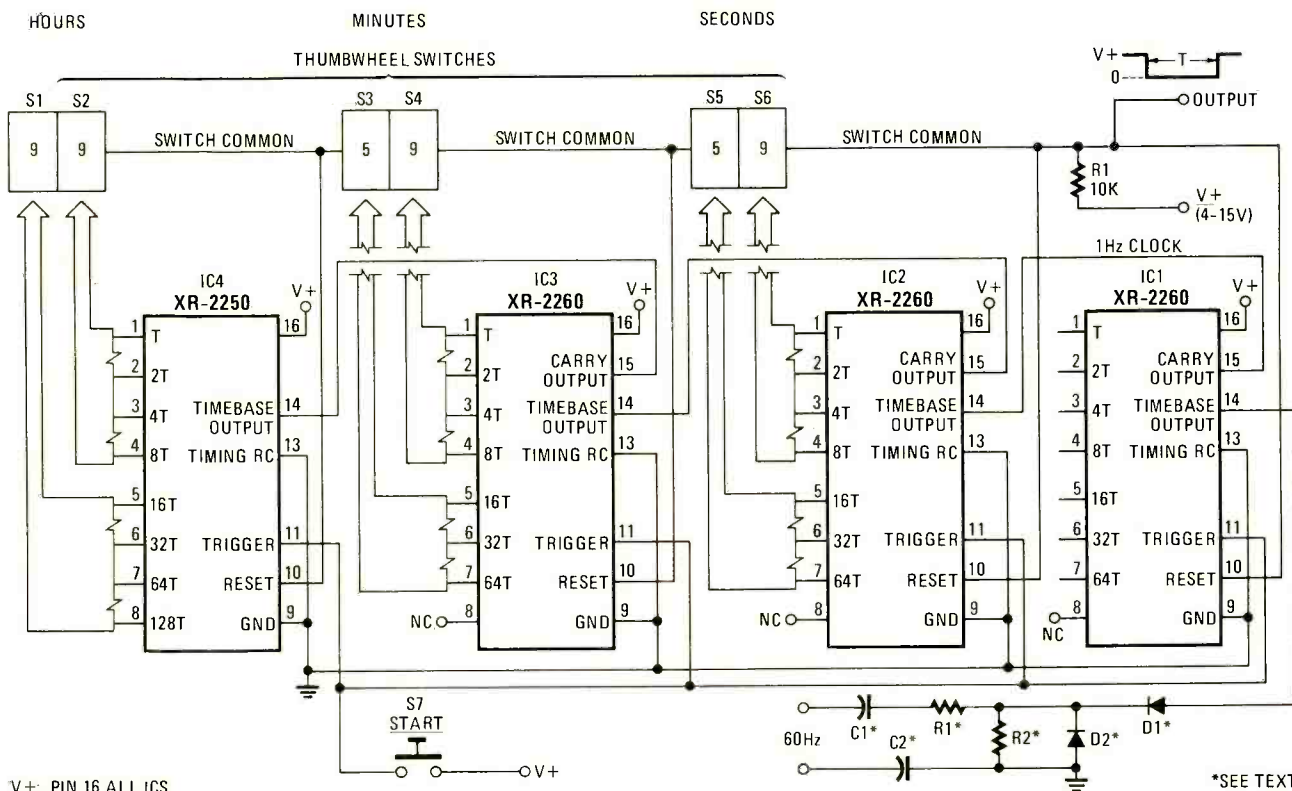 HOURS
MINUTES
SECONDS
THUMBWHEEL SWITCHES
S1 S2
S3 S4
S5 S6
9 9
5 9
5 9
SWITCH COMMON
SWITCH COMMON
SWITCH COMMON
V+
0
T
OUTPUT
R1
10K
V+
(4-15V)
1Hz CLOCK
IC4
XR-2250
V+
1 T
2 2T
3 4T
4 8T
5 16T
6 32T
7 64T
8 128T
16
TIMEBASE OUTPUT 14
TIMING RC 13
TRIGGER 11
RESET 10
GND 9
IC3
XR-2260
V+
1 T
2 2T
3 4T
4 8T
5 16T
6 32T
7 64T
NC 8
16
CARRY OUTPUT 15
TIMEBASE OUTPUT 14
TIMING RC 13
TRIGGER 11
RESET 10
GND 9
IC2
XR-2260
V+
1 T
2 2T
3 4T
4 8T
5 16T
6 32T
7 64T
NC 8
16
CARRY OUTPUT 15
TIMEBASE OUTPUT 14
TIMING RC 13
TRIGGER 11
RESET 10
GND 9
IC1
XR-2260
V+
1 T
2 2T
3 4T
4 8T
5 16T
6 32T
7 64T
8
NC
16
CARRY OUTPUT 15
TIMEBASE OUTPUT 14
TIMING RC 13
TRIGGER 11
RESET 10
GND 9
S7
START
V+
60Hz
C1*
R1*
C2*
R2*
D2*
D1*
V+: PIN 16 ALL ICS
*SEE TEXT